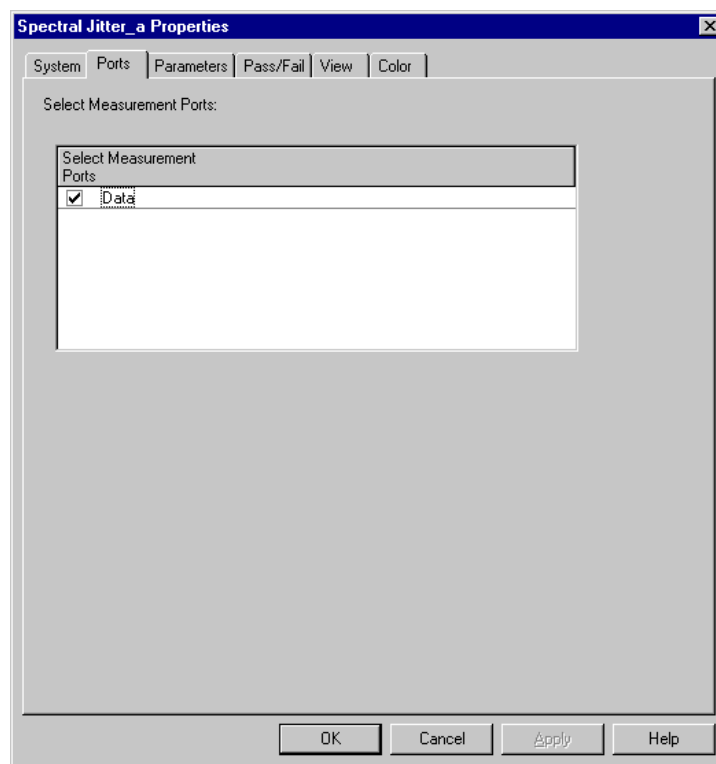 Spectral Jitter_a Properties
System Ports Parameters Pass/Fail View Color
Select Measurement Ports:
Select Measurement
Ports
Data
OK Cancel Apply Help